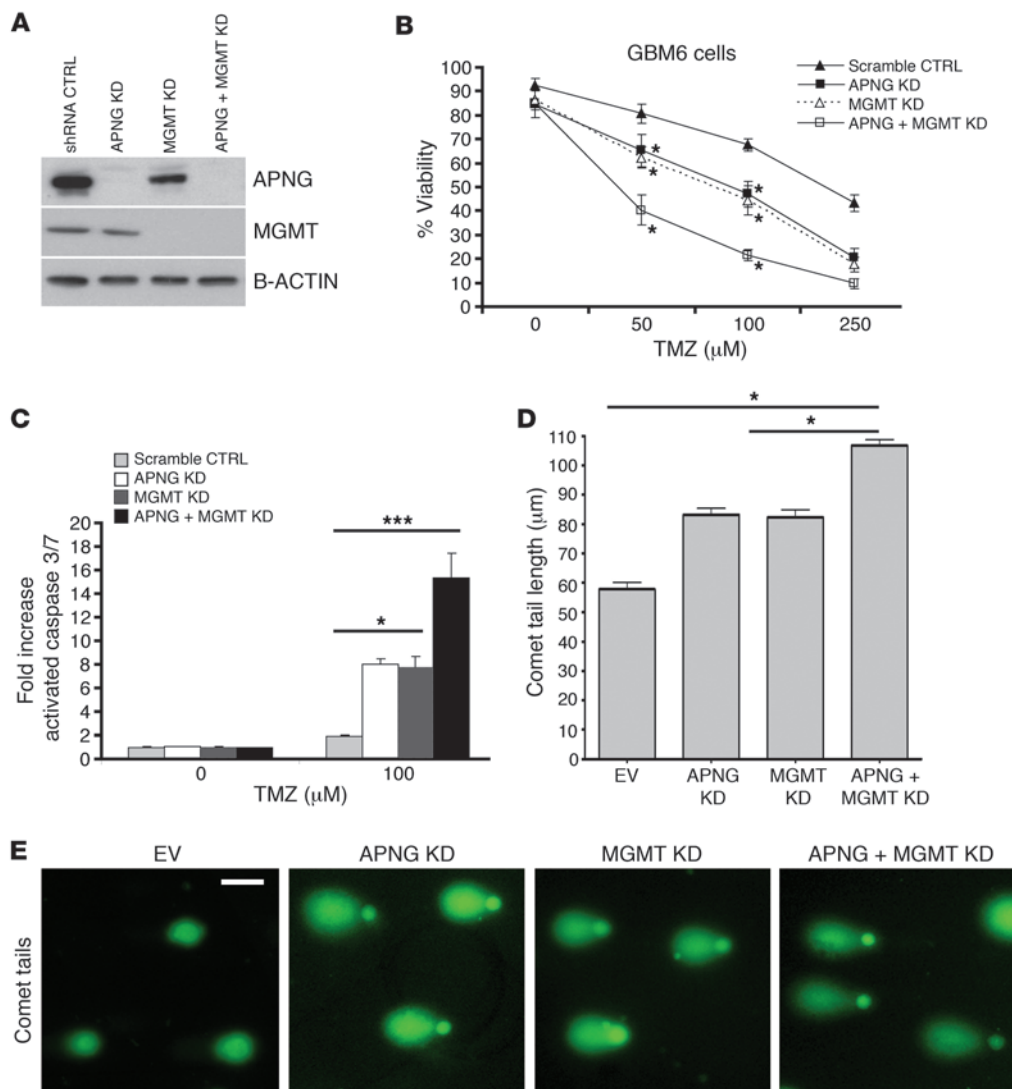 A
shRNA CTRL
APNG KD
MGMT KD
APNG + MGMT KD
APNG
MGMT
B-ACTIN
B
GBM6 cells
Scramble CTRL
APNG KD
MGMT KD
APNG + MGMT KD
% Viability
100
90
80
70
60
50
40
30
20
10
0
* * * * * *
0 50 100 250
TMZ (μM)
C
Scramble CTRL
APNG KD
MGMT KD
APNG + MGMT KD
Fold increase
activated caspase 3/7
20
18
16
14
12
10
8
6
4
2
0
***
*
0 100
TMZ (μM)
D
*
*
Comet tail length (μm)
110
100
90
80
70
60
50
40
30
20
10
0
EV
APNG
KD
MGMT
KD
APNG +
MGMT KD
E
EV
APNG KD
MGMT KD
APNG + MGMT KD
Comet tails